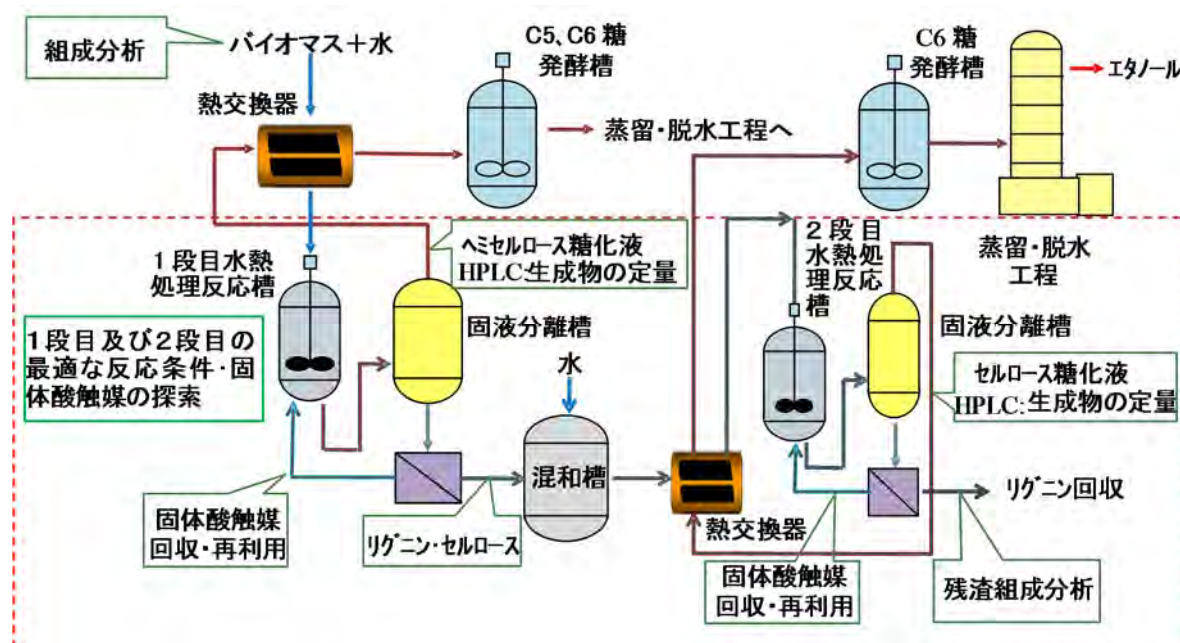 組成分析
バイオマス＋水
熱交換器
C5、C6 糖
発酵槽
蒸留・脱水工程へ
C6 糖
発酵槽
エタノール
蒸留・脱水
工程
1段目水熱
処理反応槽
ヘミセルロース糖化液
HPLC:生成物の定量
固液分離槽
1段目及び2段目の
最適な反応条件・固
体酸触媒の探索
水
混和槽
2段目
水熱処
理反応
槽
固液分離槽
セルロース糖化液
HPLC:生成物の定量
固体酸触媒
回収・再利用
リグニン・セルロース
熱交換器
リグニン回収
固体酸触媒
回収・再利用
残渣組成分析